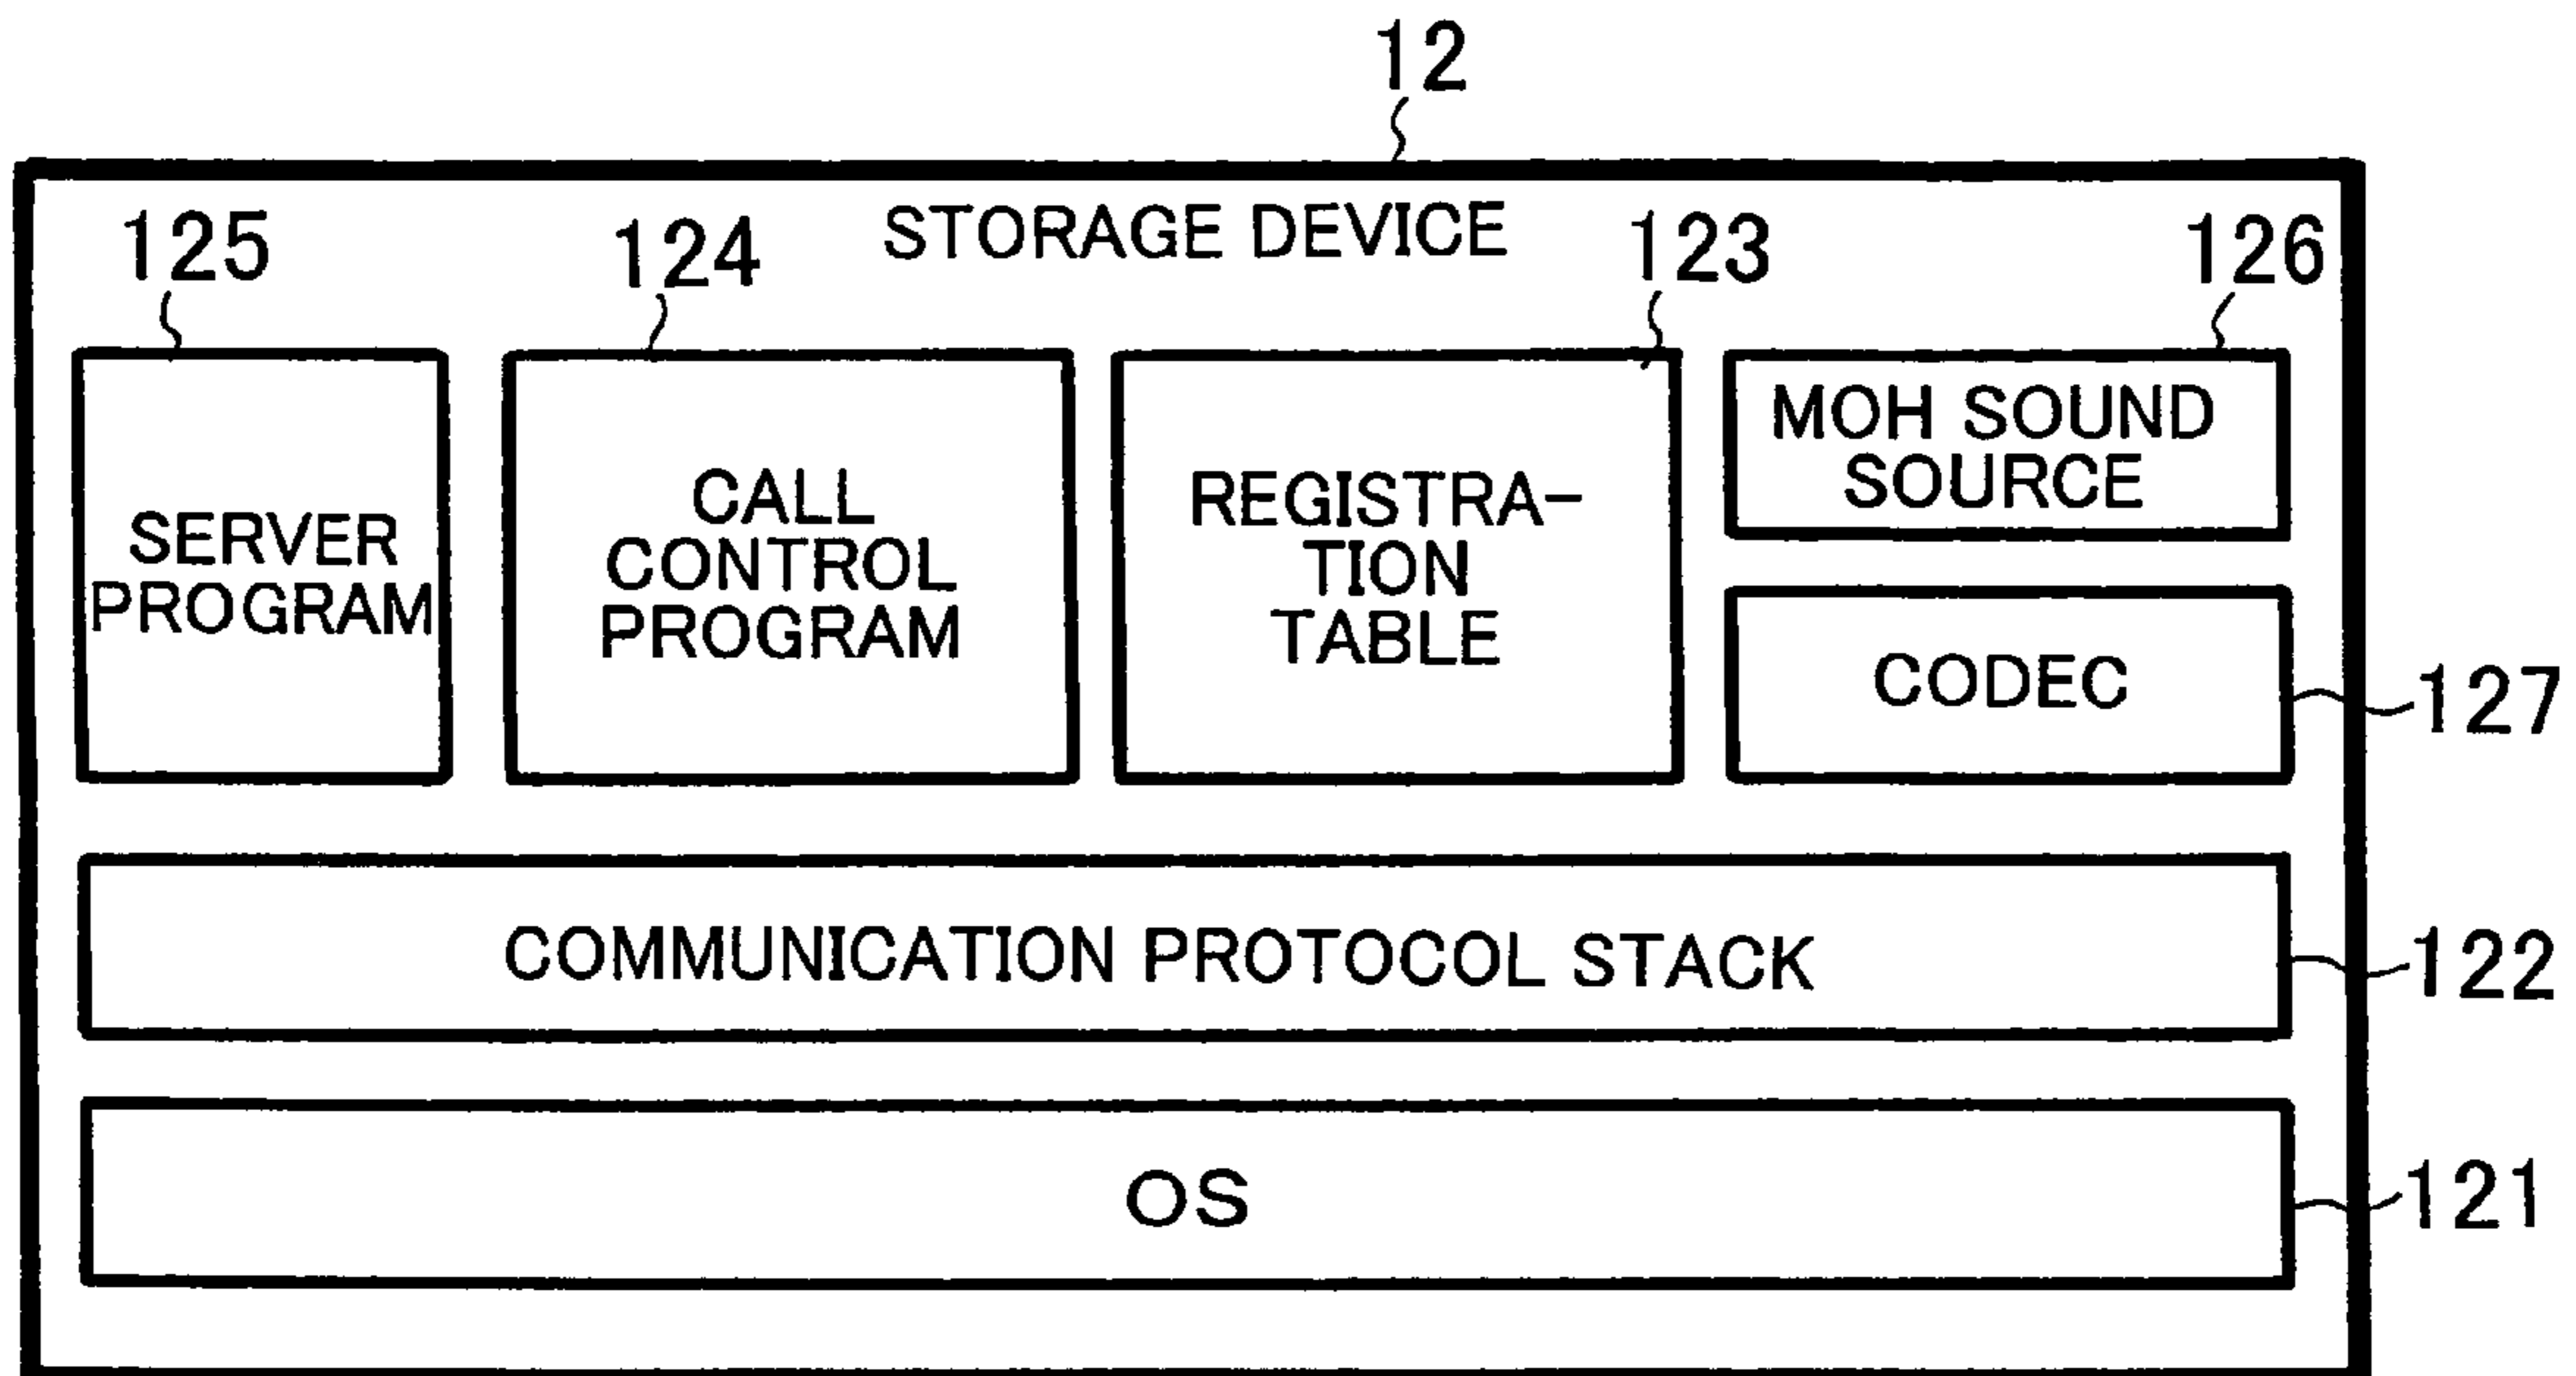 12
STORAGE DEVICE
125
124
123
126
SERVER
PROGRAM
CALL
CONTROL
PROGRAM
REGISTRA-
TION
TABLE
MOH SOUND
SOURCE
CODEC
127
COMMUNICATION PROTOCOL STACK
122
OS
121